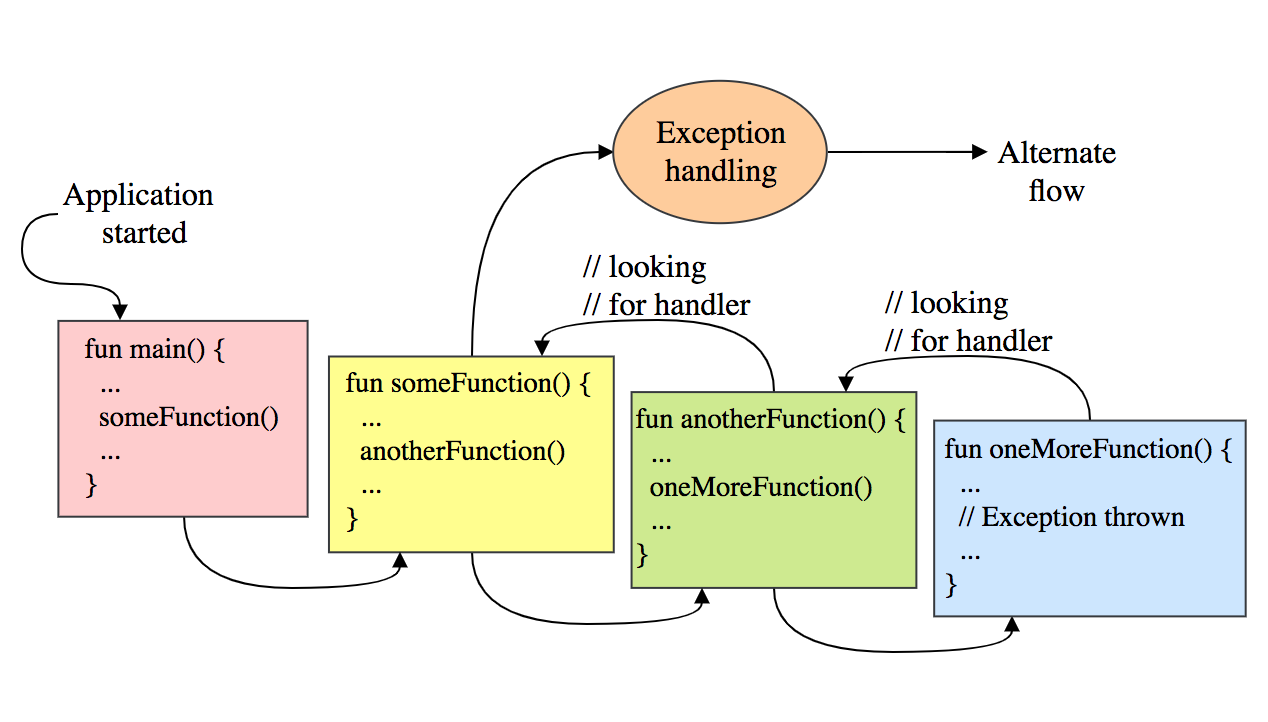 Exception
handling
Alternate
flow
Application
started
// looking
// for handler
// looking
// for handler
fun main() {
...
someFunction()
...
}
fun someFunction() {
...
anotherFunction()
...
}
fun anotherFunction() {
...
oneMoreFunction()
...
}
fun oneMoreFunction() {
...
// Exception thrown
...
}